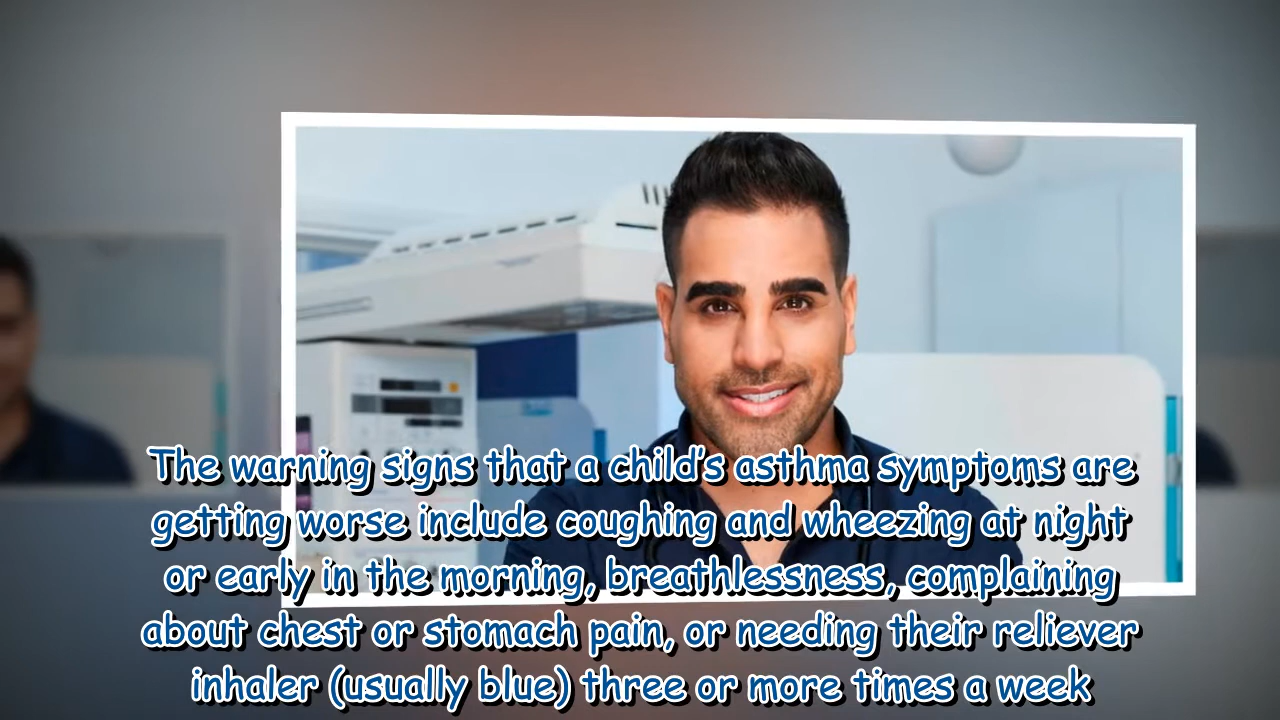 The warning signs that a child's asthma symptoms are
getting worse include coughing and wheezing at night
or early in the morning, breathlessness, complaining
about chest or stomach pain, or needing their reliever
inhaler (usually blue) three or more times a week